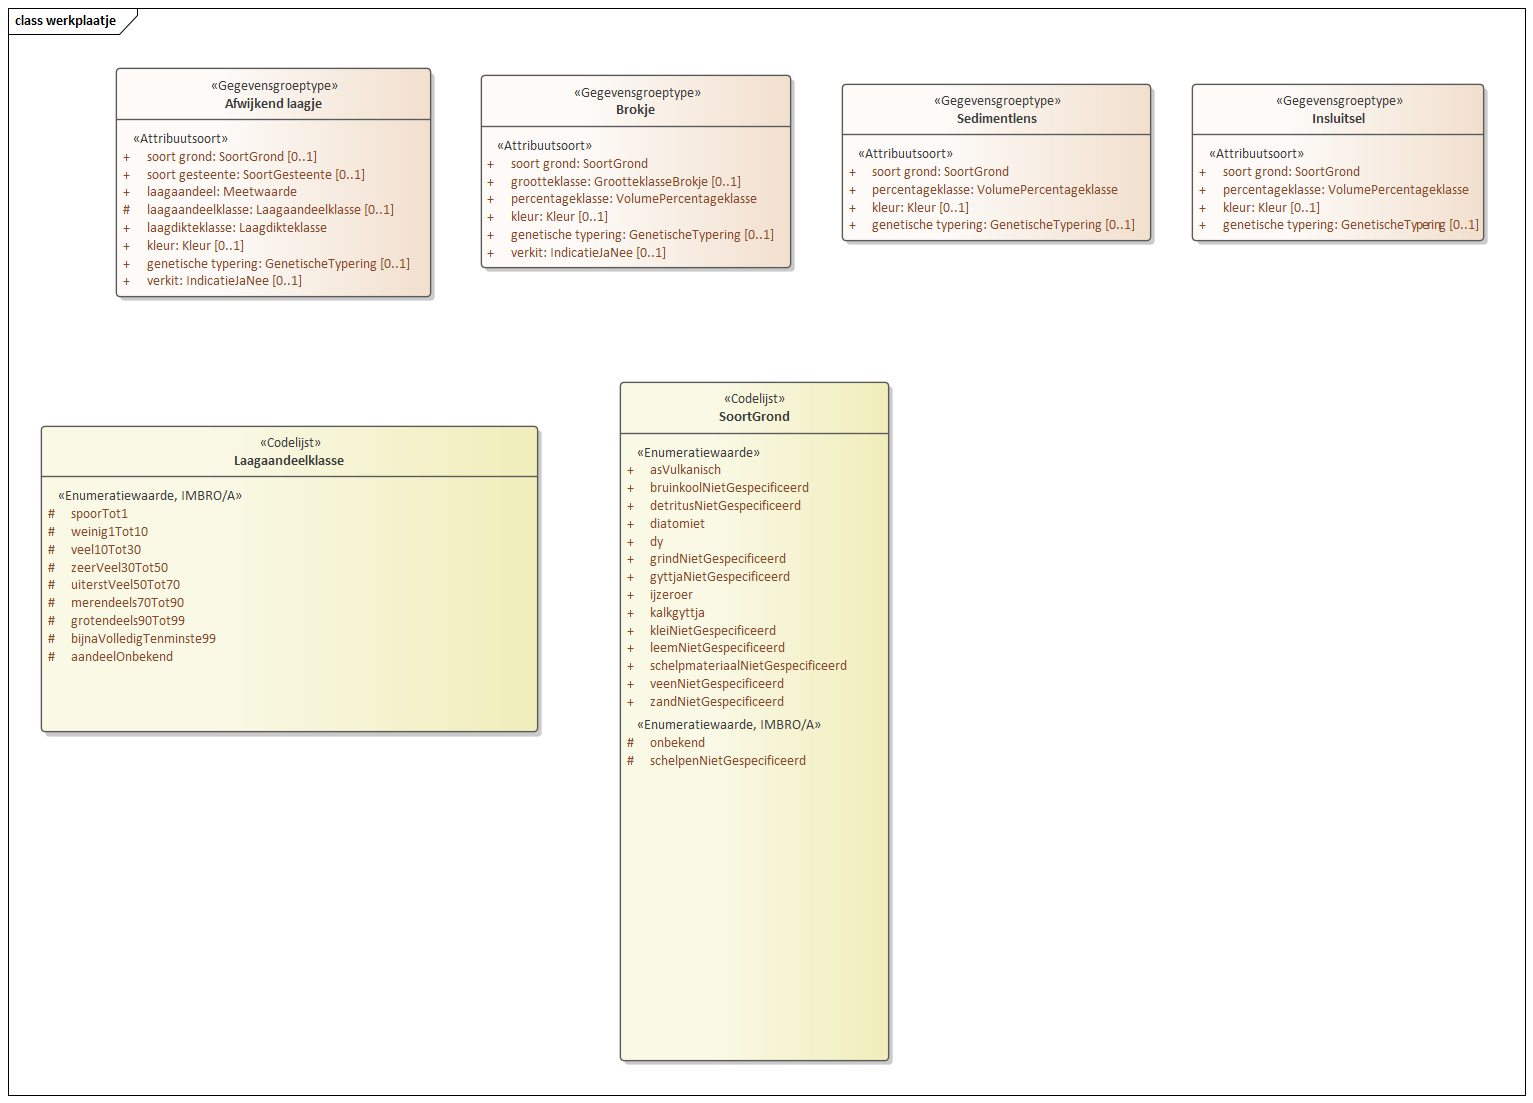 class werkplaatje
«Gegevensgroeptype»
Afwijkend laagje
«Attribuutsoort»
+ soort grond: SoortGrond [0..1]
+ soort gesteente: SoortGesteente [0..1]
+ laagaandeel: Meetwaarde
# laagaandeelklasse: Laagaandeelklasse [0..1]
+ laagdikteklasse: Laagdikteklasse
+ kleur: Kleur [0..1]
+ genetische typering: GenetischeTypering [0..1]
+ verkit: IndicatieJaNee [0..1]
«Gegevensgroeptype»
Brokje
«Attribuutsoort»
+ soort grond: SoortGrond
+ grootteklasse: GrootteklasseBrokje [0..1]
+ percentageklasse: VolumePercentageklasse
+ kleur: Kleur [0..1]
+ genetische typering: GenetischeTypering [0..1]
+ verkit: IndicatieJaNee [0..1]
«Gegevensgroeptype»
Sedimentlens
«Attribuutsoort»
+ soort grond: SoortGrond
+ percentageklasse: VolumePercentageklasse
+ kleur: Kleur [0..1]
+ genetische typering: GenetischeTypering [0..1]
«Gegevensgroeptype»
Insluitsel
«Attribuutsoort»
+ soort grond: SoortGrond
+ percentageklasse: VolumePercentageklasse
+ kleur: Kleur [0..1]
+ genetische typering: GenetischeTypering [0..1]
«Codelijst»
Laagaandeelklasse
«Enumeratiewaarde, IMBRO/A»
# spoorTot1
# weinig1Tot10
# veel10Tot30
# zeerVeel30Tot50
# uiterstVeel50Tot70
# merendeels70Tot90
# grotendeels90Tot99
# bijnaVolledigTenminste99
# aandeelOnbekend
«Codelijst»
SoortGrond
«Enumeratiewaarde»
+ asVulkanisch
+ bruinkoolNietGespecificeerd
+ detritusNietGespecificeerd
+ diatomiet
+ dy
+ grindNietGespecificeerd
+ gyttjaNietGespecificeerd
+ ijzeroer
+ kalkgyttja
+ kleiNietGespecificeerd
+ leemNietGespecificeerd
+ schelpmateriaalNietGespecificeerd
+ veenNietGespecificeerd
+ zandNietGespecificeerd
«Enumeratiewaarde, IMBRO/A»
# onbekend
# schelpenNietGespecificeerd